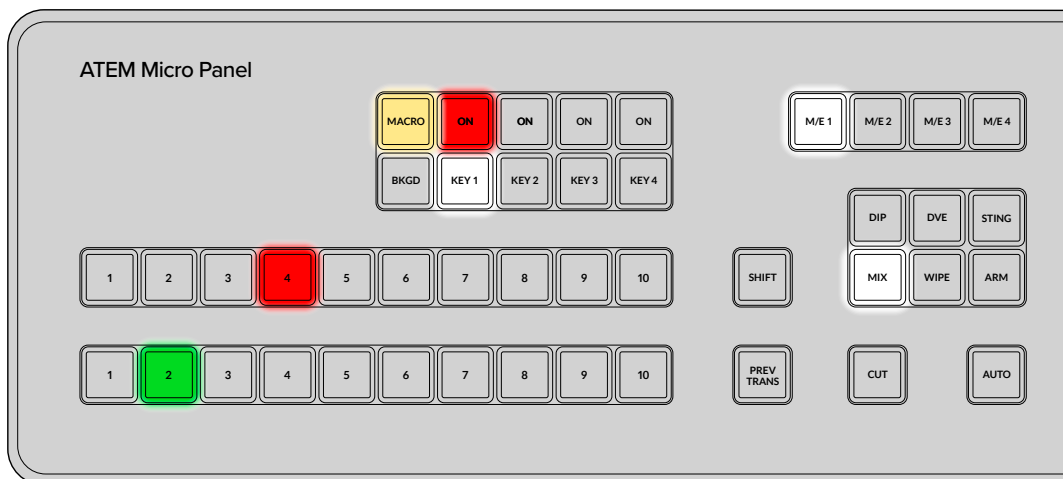 ATEM Micro Panel
MACRO ON ON ON ON
M/E 1 M/E 2 M/E 3 M/E 4
BKGD KEY 1 KEY 2 KEY 3 KEY 4
DIP DVE STING
1 2 3 4 5 6 7 8 9 10
SHIFT
MIX WIPE ARM
1 2 3 4 5 6 7 8 9 10
PREV
TRANS
CUT
AUTO